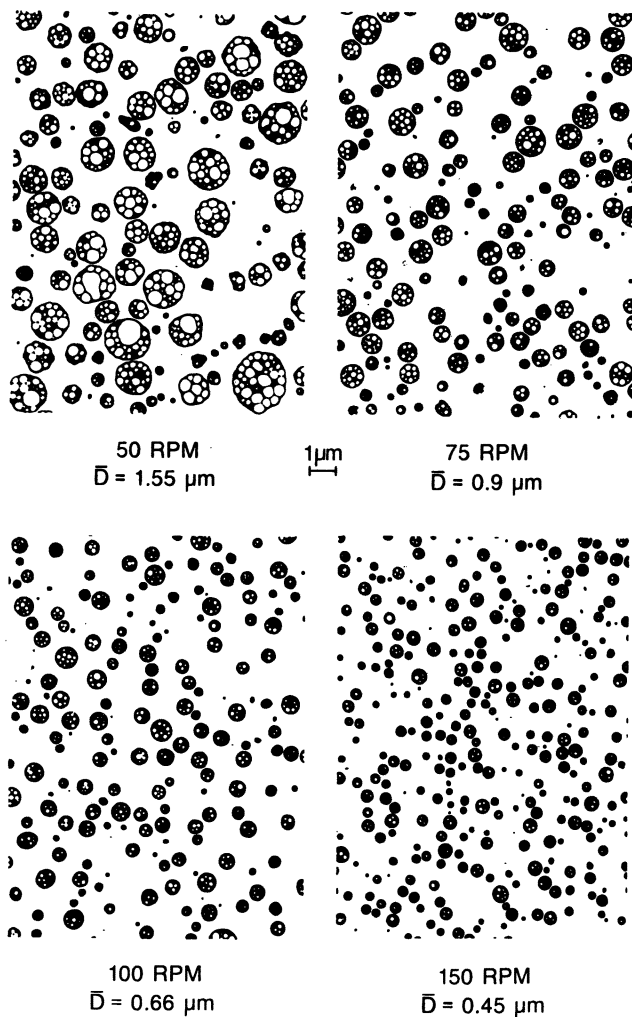 50 RPM
D̅ = 1.55 µm
1µm
75 RPM
D̅ = 0.9 µm
100 RPM
D̅ = 0.66 µm
150 RPM
D̅ = 0.45 µm